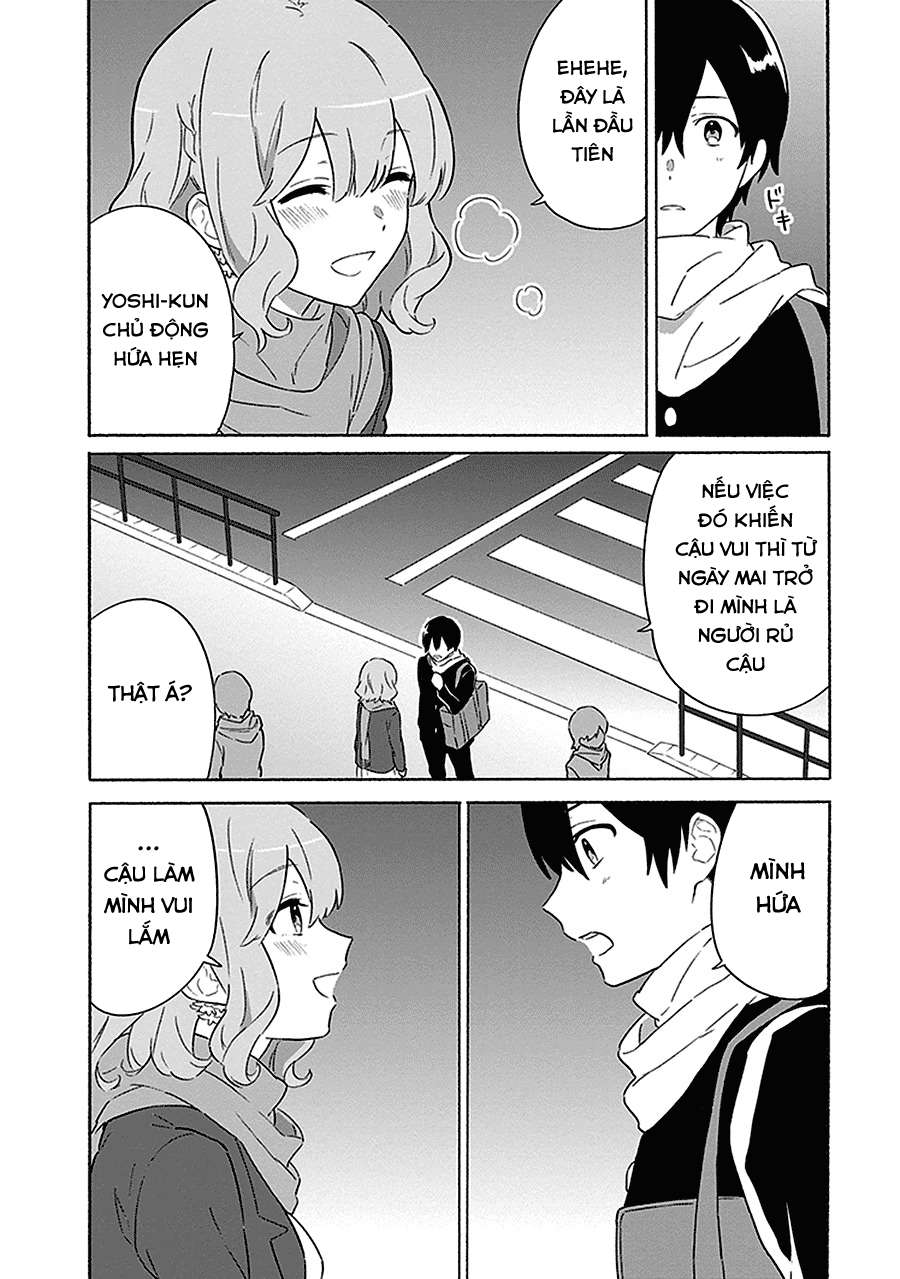 ドキ
EHEHE,
ĐÂY LÀ
LẦN ĐẦU
TIÊN
YOSHI-KUN
CHỦ ĐỘNG
HỨA HẸN
NẾU VIỆC
ĐÓ KHIẾN
CẬU VUI THÌ TỪ
NGÀY MAI TRỞ
ĐI MÌNH LÀ
NGƯỜI RỦ
CẬU
THẬT Á?
MÌNH
HỨA
...
CẬU LÀM
MÌNH VUI
LẮM